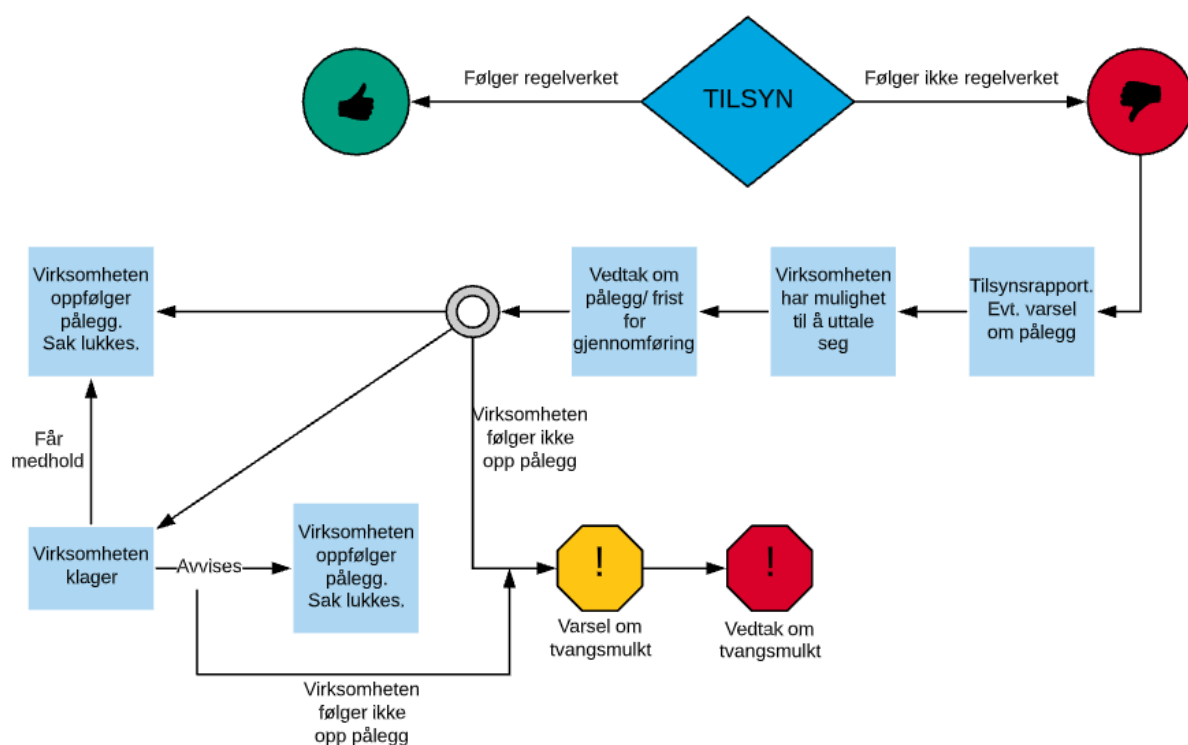 Følger regelverket
TILSYN
Følger ikke regelverket
Virksomheten
oppfølger
pålegg.
Sak lukkes.
Vedtak om
pålegg/ frist
for
gjennomføring
Virksomheten
har mulighet
til å uttale
seg
Tilsynsrapport.
Evt. varsel
om pålegg
Virksomheten
følger ikke
opp pålegg
Får
medhold
Virksomheten
klager
Avvises
Virksomheten
oppfølger
pålegg.
Sak lukkes.
!
!
Varsel om
tvangsmulkt
Vedtak om
tvangsmulkt
Virksomheten
følger ikke
opp pålegg